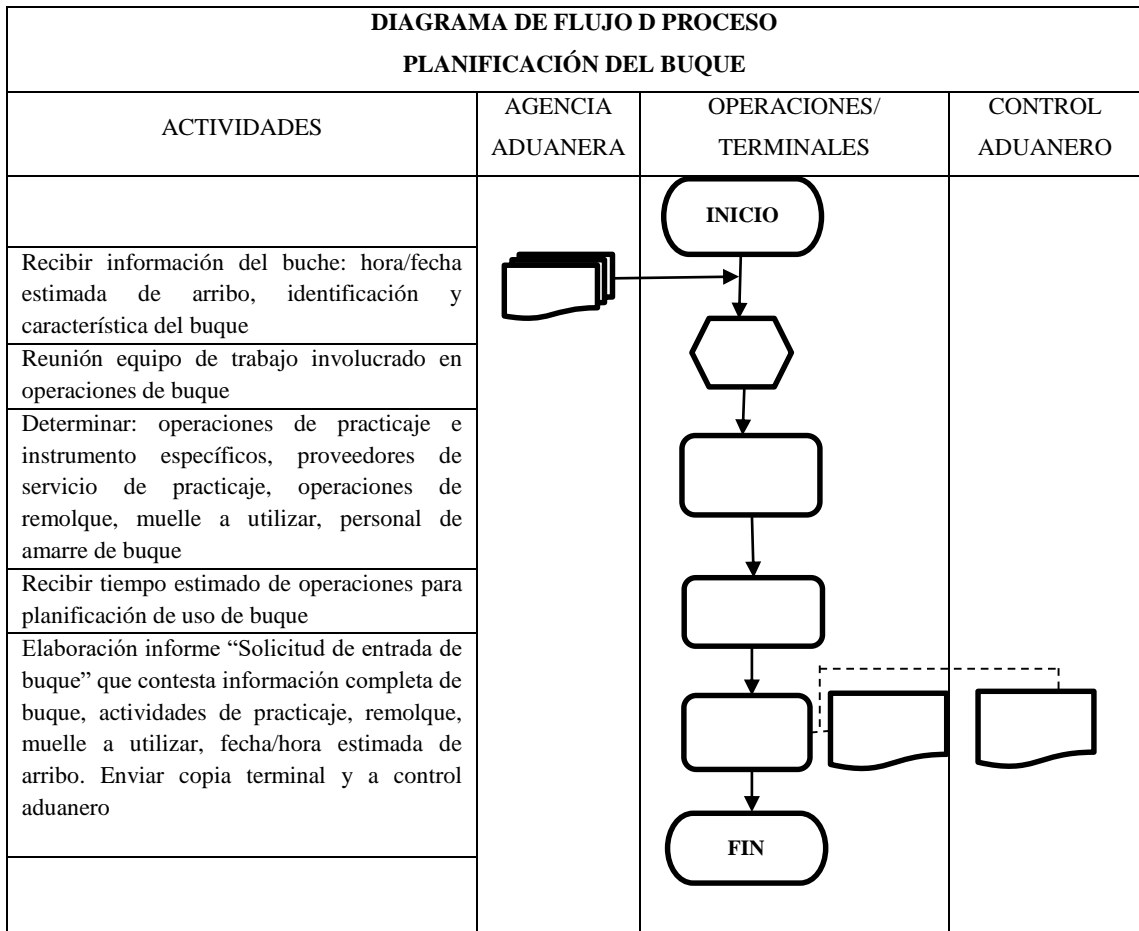 DIAGRAMA DE FLUJO D PROCESO
PLANIFICACIÓN DEL BUQUE
ACTIVIDADES
AGENCIA
ADUANERA
OPERACIONES/
TERMINALES
CONTROL
ADUANERO
INICIO
Recibir información del buche: hora/fecha
estimada de arribo, identificación y
característica del buque
Reunión equipo de trabajo involucrado en
operaciones de buque
Determinar: operaciones de practicaje e
instrumento específicos, proveedores de
servicio de practicaje, operaciones de
remolque, muelle a utilizar, personal de
amarre de buque
Recibir tiempo estimado de operaciones para
planificación de uso de buque
Elaboración informe “Solicitud de entrada de
buque” que contesta información completa de
buque, actividades de practicaje, remolque,
muelle a utilizar, fecha/hora estimada de
arribo. Enviar copia terminal y a control
aduanero
FIN